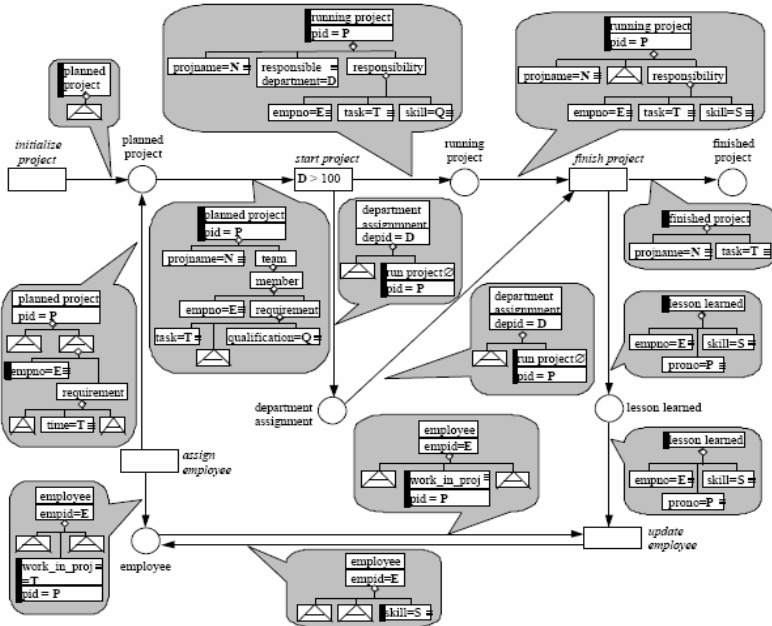 running project
pid = P
projname=N ≡
responsible ≡
department=D
responsibility
empno=E≡
task=T ≡
skill=Q≡
running project
pid = P
projname=N ≡
responsibility
empno=E≡
task=T ≡
skill=S≡
planned
project
initialize
project
planned
project
start project
D > 100
running
project
finish project
finished
project
planned project
pid = P
projname=N ≡
team
member
empno=E≡
requirement
task=T ≡
qualification=Q≡
department
assignment
depid = D
run project∅
pid = P
finished project
projname=N≡
task=T≡
planned project
pid = P
empno=E≡
requirement
time=T ≡
department
assignment
depid = D
run project∅
pid = P
lesson learned
empno=E≡
skill=S≡
prono=P≡
department
assignment
lesson learned
assign
employee
employee
empid=E
work_in_proj ≡
pid = P
lesson learned
empno=E≡
skill=S≡
prono=P≡
employee
empid=E
work_in_proj ≡
=T
pid = P
employee
update
employee
employee
empid=E
skill=S≡